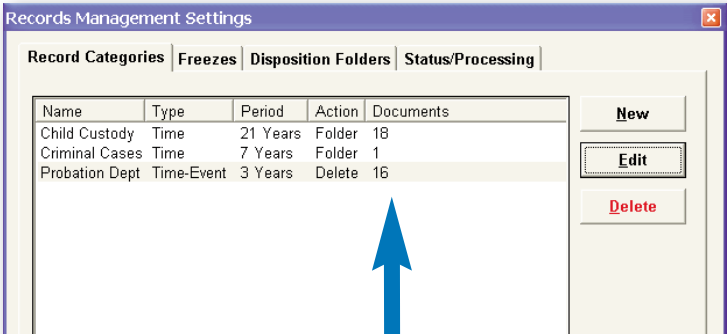 Records Management Settings
Record Categories Freezes Disposition Folders Status/Processing
Name Type Period Action Documents
Child Custody Time 21 Years Folder 18
Criminal Cases Time 7 Years Folder 1
Probation Dept Time-Event 3 Years Delete 16
New
Edit
Delete